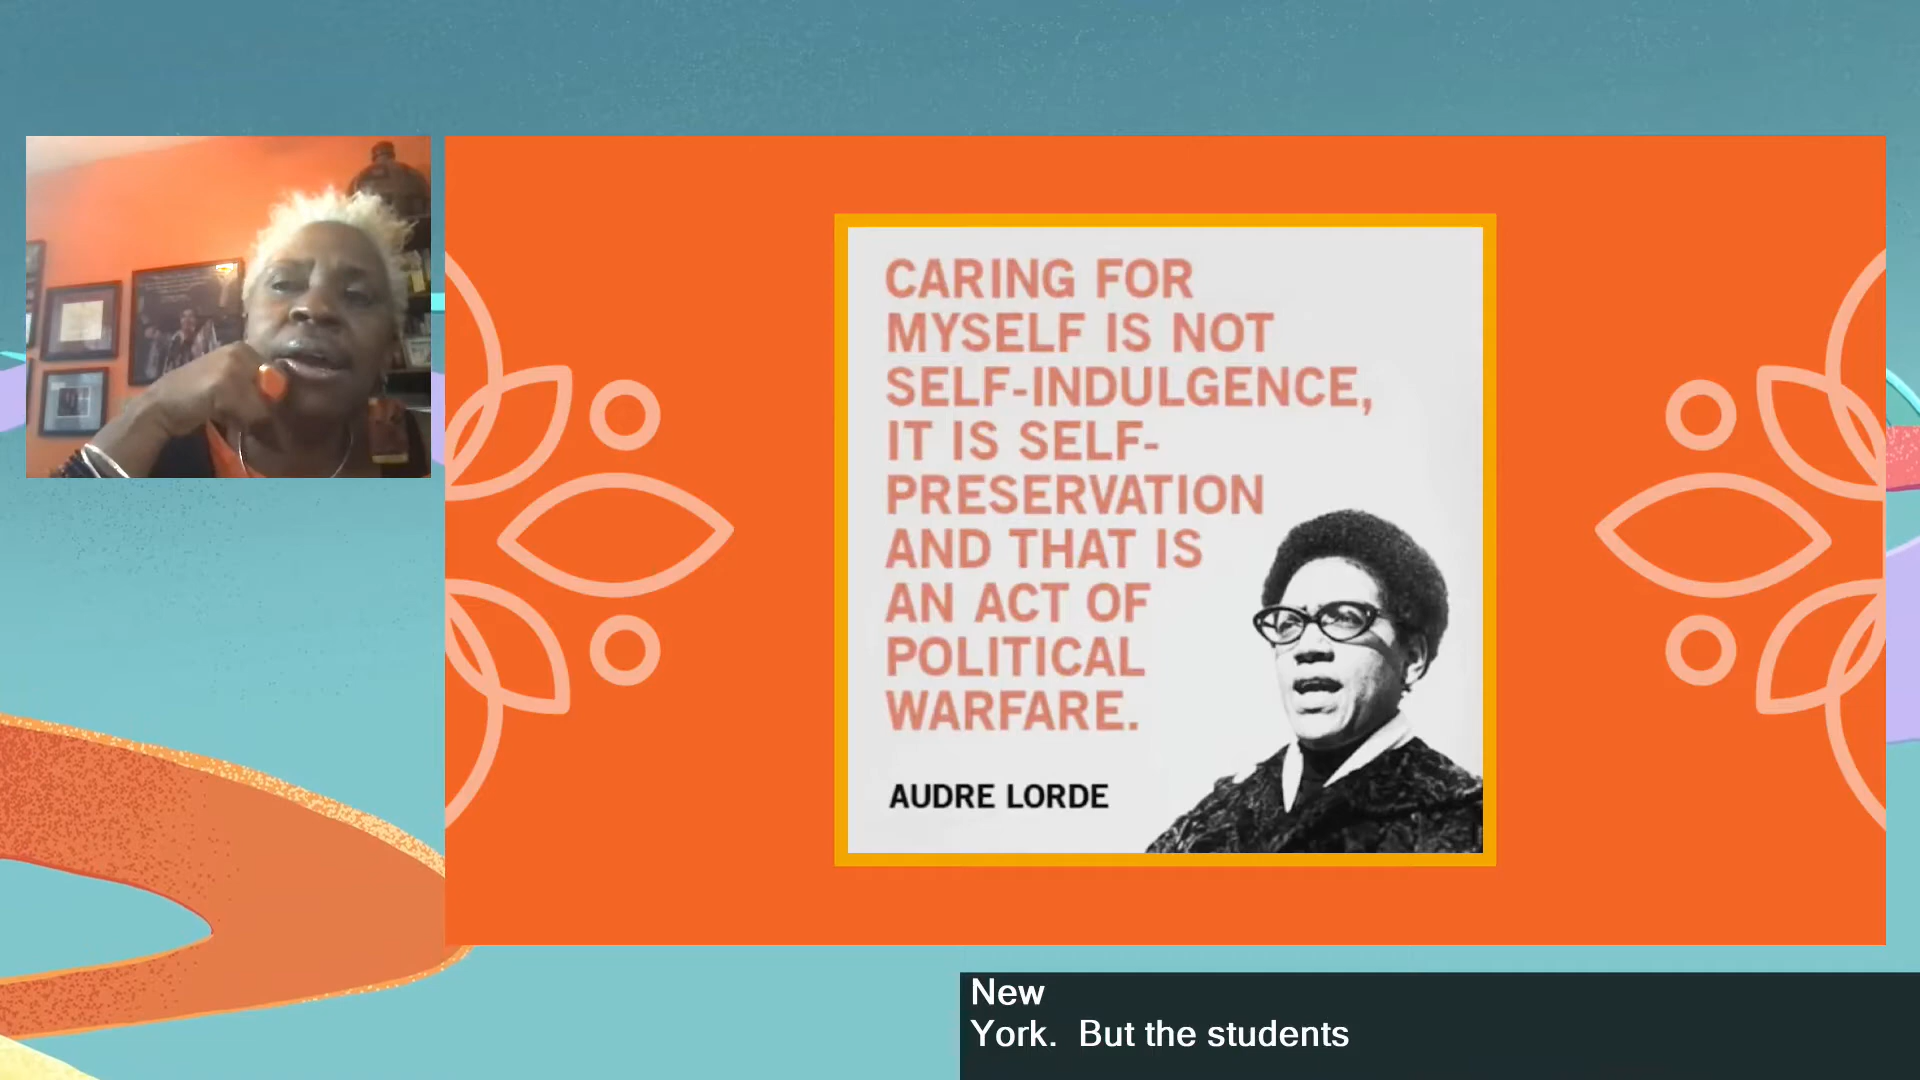 CARING FOR
MYSELF IS NOT
SELF-INDULGENCE,
IT IS SELF-
PRESERVATION
AND THAT IS
AN ACT OF
POLITICAL
WARFARE.
AUDRE LORDE
New
York.  But the students